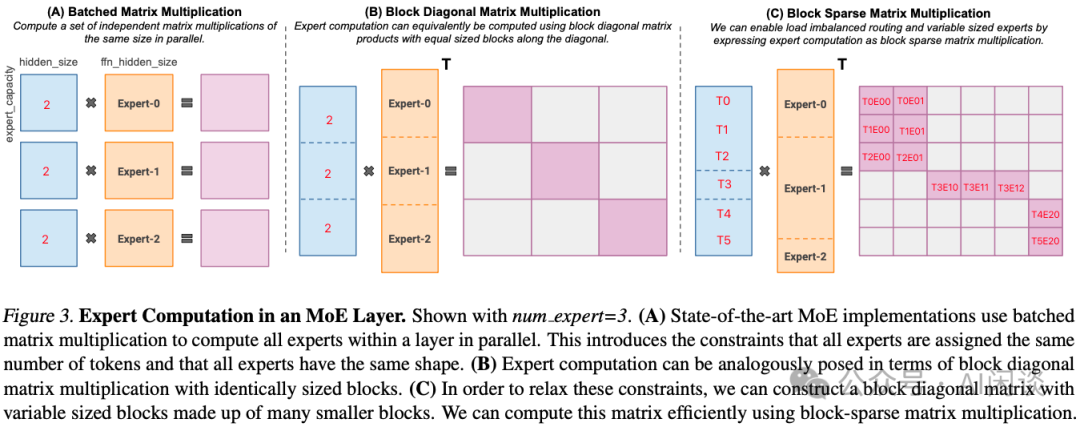 (A) Batched Matrix Multiplication
Compute a set of independent matrix multiplications of
the same size in parallel.
hidden_size
ffn_hidden_size
expert_capacity
2
Expert-0
2
Expert-1
2
Expert-2
(B) Block Diagonal Matrix Multiplication
Expert computation can equivalently be computed using block diagonal matrix
products with equal sized blocks along the diagonal.
T
2
Expert-0
2
Expert-1
2
Expert-2
(C) Block Sparse Matrix Multiplication
We can enable load imbalanced routing and variable sized experts by
expressing expert computation as block sparse matrix multiplication.
T
T0
T1
T2
T3
T4
T5
Expert-0
Expert-1
Expert-2
T0E00 T0E01
T1E00 T1E01
T2E00 T2E01
T3E10 T3E11 T3E12
T4E20
T5E20
Figure 3. Expert Computation in an MoE Layer. Shown with num_expert=3. (A) State-of-the-art MoE implementations use batched
matrix multiplication to compute all experts within a layer in parallel. This introduces the constraints that all experts are assigned the same
number of tokens and that all experts have the same shape. (B) Expert computation can be analogously posed in terms of block diagonal
matrix multiplication with identically sized blocks. (C) In order to relax these constraints, we can construct a block diagonal matrix with
variable sized blocks made up of many smaller blocks. We can compute this matrix efficiently using block-sparse matrix multiplication.
公众号 · AI闲谈